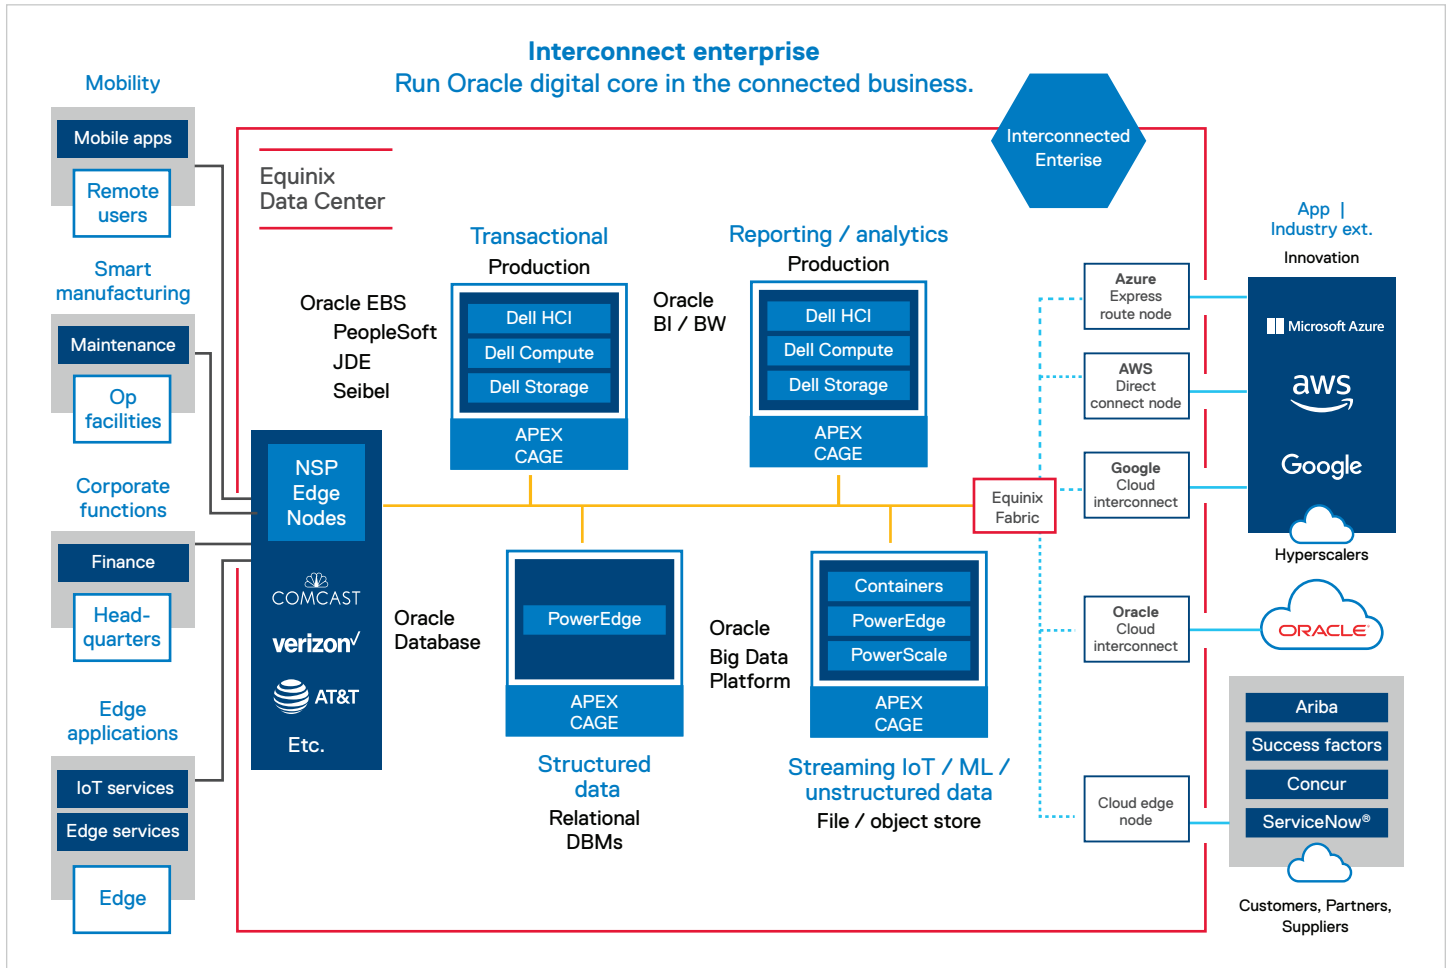 Interconnect enterprise
Run Oracle digital core in the connected business.
Mobility
Mobile apps
Remote
users
Smart
manufacturing
Maintenance
Op
facilities
Corporate
functions
Finance
Head-
quarters
Edge
applications
IoT services
Edge services
Edge
Equinix
Data Center
Interconnected
Enterise
Transactional
Production
Oracle EBS
PeopleSoft
JDE
Seibel
Dell HCI
Dell Compute
Dell Storage
APEX
CAGE
Reporting / analytics
Production
Oracle
BI / BW
Dell HCI
Dell Compute
Dell Storage
APEX
CAGE
NSP
Edge
Nodes
COMCAST
verizon✓
AT&T
Etc.
Oracle
Database
PowerEdge
APEX
CAGE
Structured
data
Relational
DBMs
Oracle
Big Data
Platform
Containers
PowerEdge
PowerScale
APEX
CAGE
Streaming IoT / ML /
unstructured data
File / object store
Equinix
Fabric
Azure
Express
route node
AWS
Direct
connect node
Google
Cloud
interconnect
Oracle
Cloud
interconnect
Cloud edge
node
App |
Industry ext.
Innovation
Microsoft Azure
aws
Google
Hyperscalers
ORACLE®
Ariba
Success factors
Concur
ServiceNow®
Customers, Partners,
Suppliers